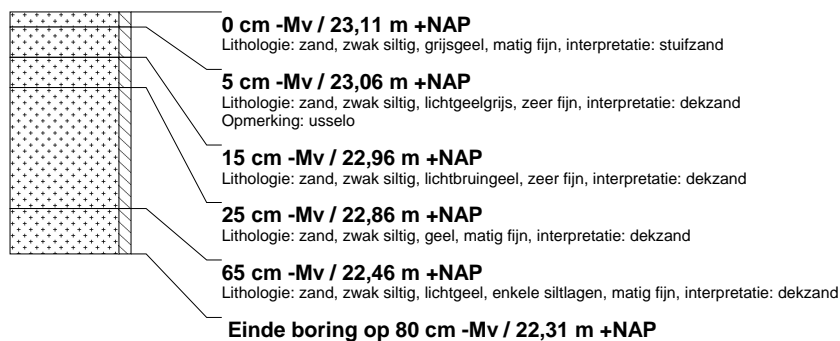 0 cm -Mv / 23,11 m +NAP
Lithologie: zand, zwak siltig, grijsgeel, matig fijn, interpretatie: stuifzand
5 cm -Mv / 23,06 m +NAP
Lithologie: zand, zwak siltig, lichtgeelgrijs, zeer fijn, interpretatie: dekzand
Opmerking: usselo
15 cm -Mv / 22,96 m +NAP
Lithologie: zand, zwak siltig, lichtbruingeel, zeer fijn, interpretatie: dekzand
25 cm -Mv / 22,86 m +NAP
Lithologie: zand, zwak siltig, geel, matig fijn, interpretatie: dekzand
65 cm -Mv / 22,46 m +NAP
Lithologie: zand, zwak siltig, lichtgeel, enkele siltlagen, matig fijn, interpretatie: dekzand
Einde boring op 80 cm -Mv / 22,31 m +NAP